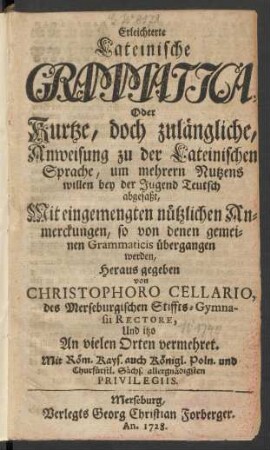 Erleichterte
Lateinische
GRAMMATICA,
Oder
Kurtze, doch zulängliche,
Anweisung zu der Lateinischen
Sprache, um mehrern Nutzens
willen bey der Jugend Teutsch
abgefaßt,
Mit eingemengten nützlichen An-
merckungen, so von denen gemei-
nen Grammaticis übergangen
werden,
Heraus gegeben
von
CHRISTOPHORO CELLARIO,
des Merseburgischen Stiffts-Gymna-
sii RECTORE,
Und itzo
An vielen Orten vermehret.
Mit Röm. Kays. auch Königl. Poln. und
Churfürstl. Sächs. allergnädigsten
PRIVILEGIIS.
Merseburg,
Verlegts Georg Christian Forberger.
An. 1728.